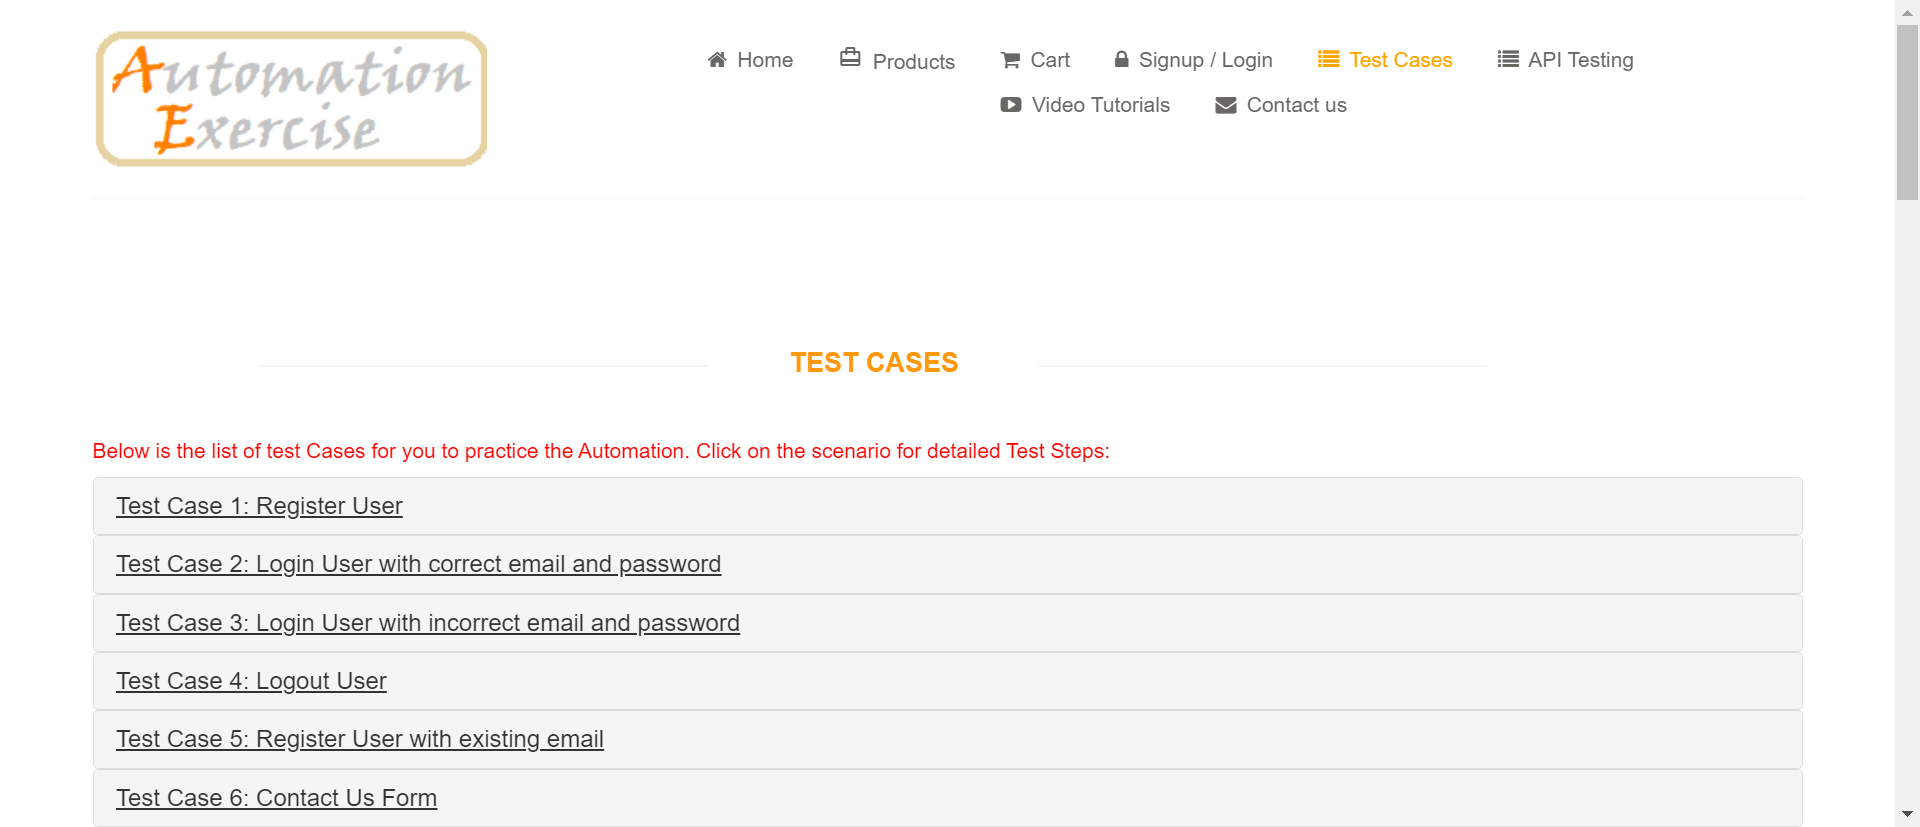 Automation
Exercise
Home Products Cart Signup / Login Test Cases API Testing
Video Tutorials Contact us
TEST CASES
Below is the list of test Cases for you to practice the Automation. Click on the scenario for detailed Test Steps:
Test Case 1: Register User
Test Case 2: Login User with correct email and password
Test Case 3: Login User with incorrect email and password
Test Case 4: Logout User
Test Case 5: Register User with existing email
Test Case 6: Contact Us Form